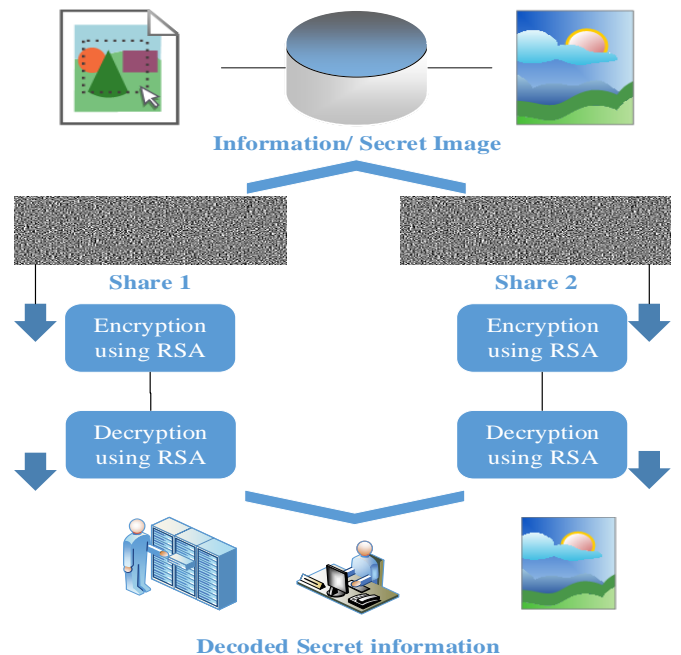 Information/ Secret Image
Share 1
Share 2
Encryption
using RSA
Encryption
using RSA
Decryption
using RSA
Decryption
using RSA
Decoded Secret information